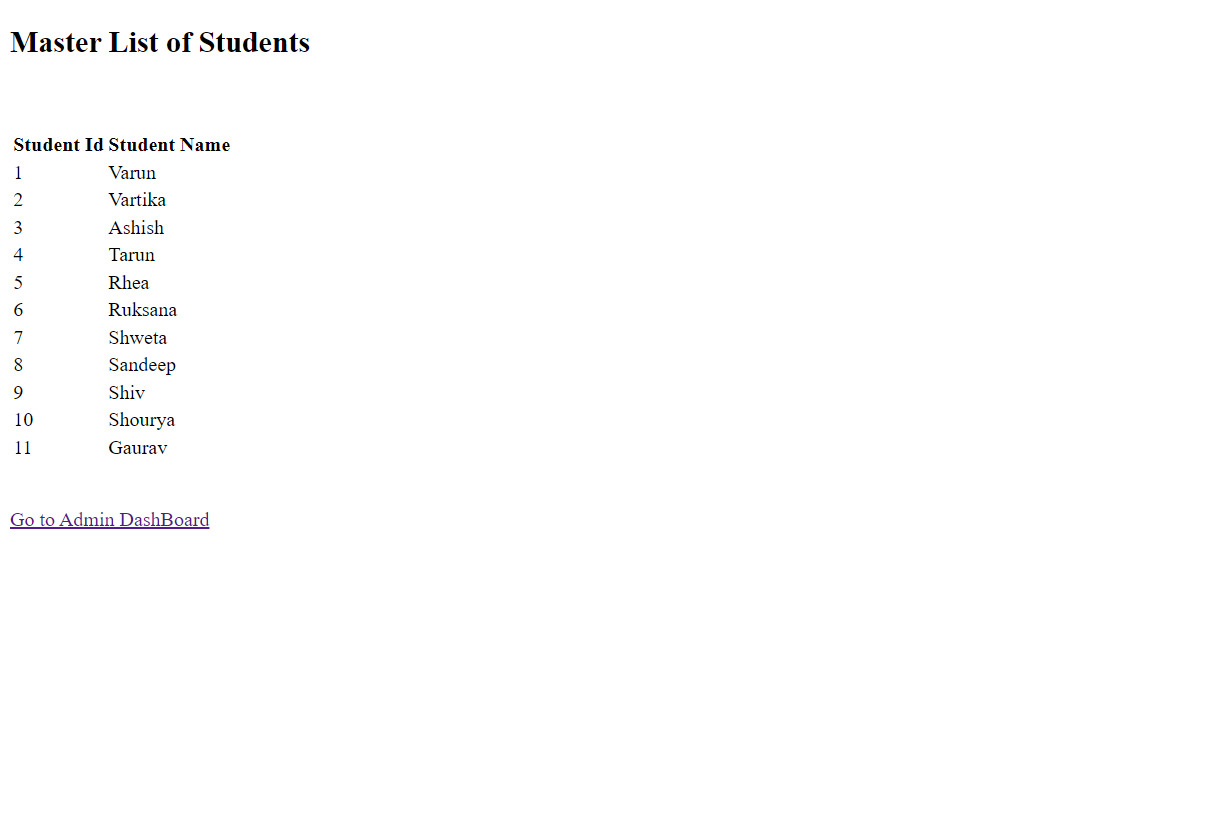 Master List of Students
Student Id Student Name
1 Varun
2 Vartika
3 Ashish
4 Tarun
5 Rhea
6 Ruksana
7 Shweta
8 Sandeep
9 Shiv
10 Shourya
11 Gaurav
Go to Admin DashBoard